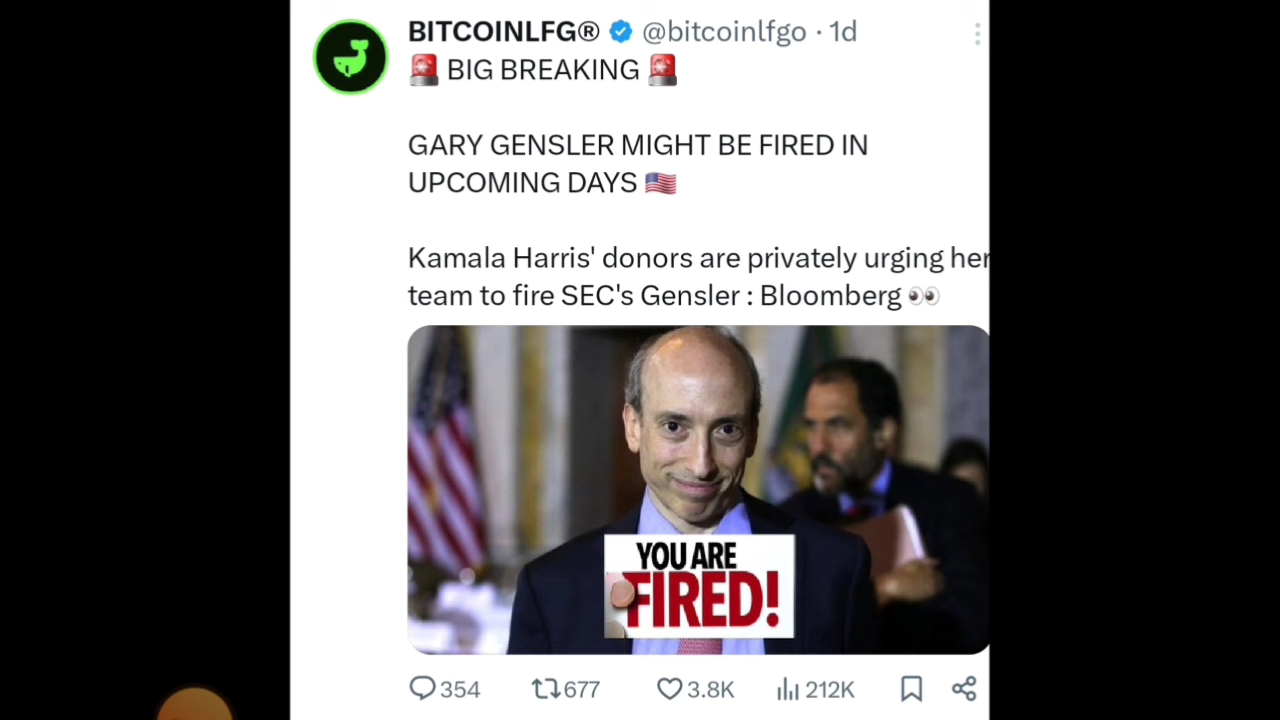 BITCOINLFG® @bitcoinlfgo · 1d
🚨 BIG BREAKING 🚨
GARY GENSLER MIGHT BE FIRED IN
UPCOMING DAYS 🇺🇸
Kamala Harris' donors are privately urging her
team to fire SEC's Gensler : Bloomberg 👀
YOU ARE
FIRED!
354 677 3.8K 212K